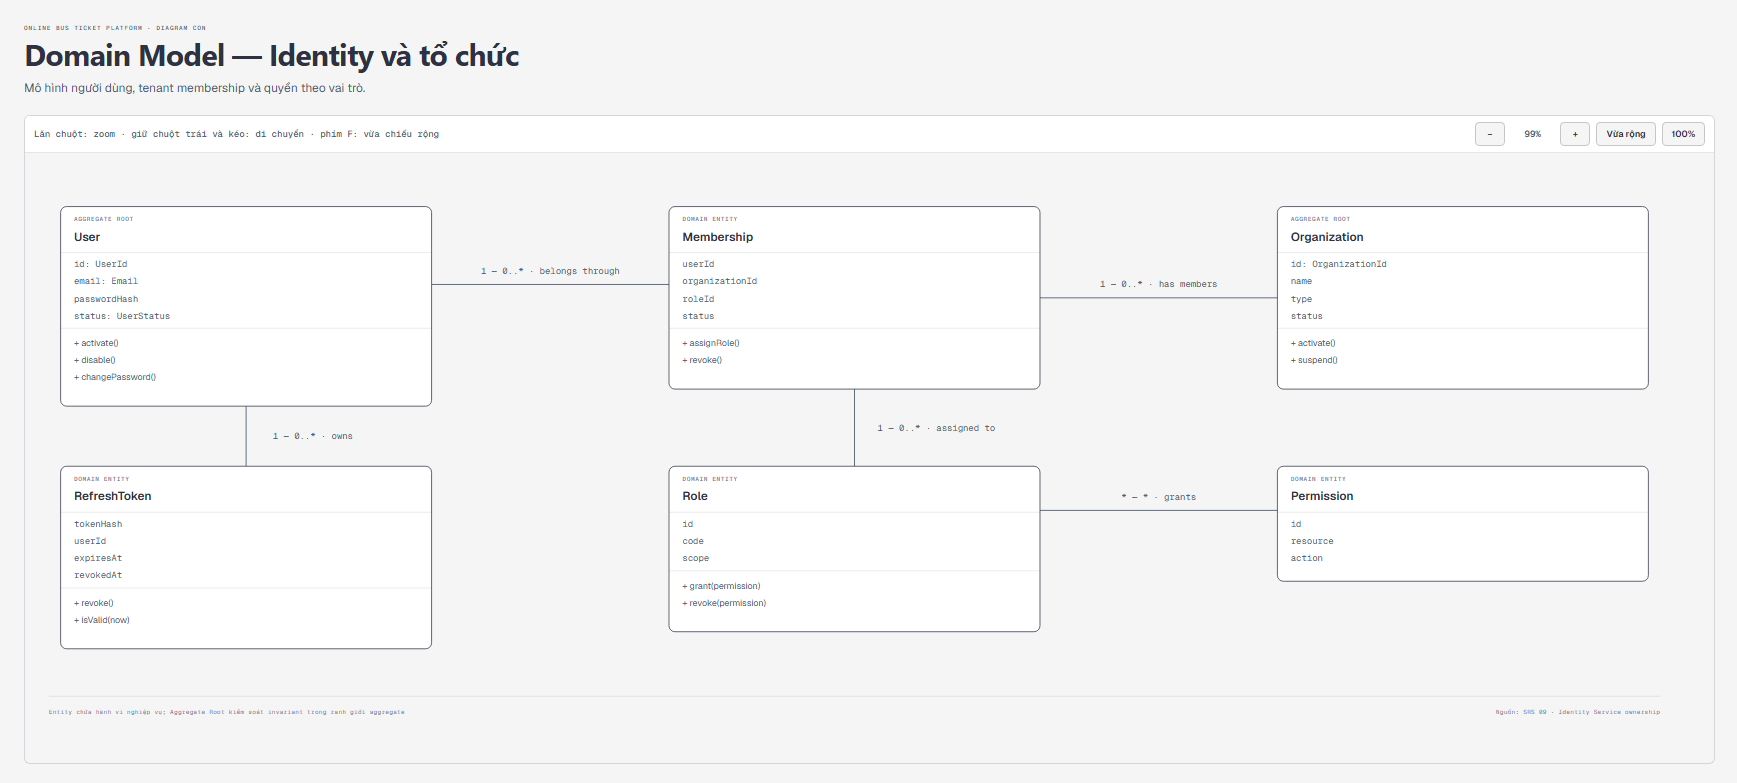 ONLINE BUS TICKET PLATFORM · DIAGRAM CON
Domain Model — Identity và tổ chức
Mô hình người dùng, tenant membership và quyền theo vai trò.
Lăn chuột: zoom · giữ chuột trái và kéo: di chuyển · phím F: vừa chiều rộng
−
99%
+
Vừa rộng
100%
AGGREGATE ROOT
User
id: UserId
email: Email
passwordHash
status: UserStatus
+ activate()
+ disable()
+ changePassword()
1 — 0..* · belongs through
DOMAIN ENTITY
Membership
userId
organizationId
roleId
status
+ assignRole()
+ revoke()
1 — 0..* · has members
AGGREGATE ROOT
Organization
id: OrganizationId
name
type
status
+ activate()
+ suspend()
1 — 0..* · owns
1 — 0..* · assigned to
DOMAIN ENTITY
RefreshToken
tokenHash
userId
expiresAt
revokedAt
+ revoke()
+ isValid(now)
DOMAIN ENTITY
Role
id
code
scope
+ grant(permission)
+ revoke(permission)
* — * · grants
DOMAIN ENTITY
Permission
id
resource
action
Entity chứa hành vi nghiệp vụ; Aggregate Root kiểm soát invariant trong ranh giới aggregate
Nguồn: SRS 09 · Identity Service ownership